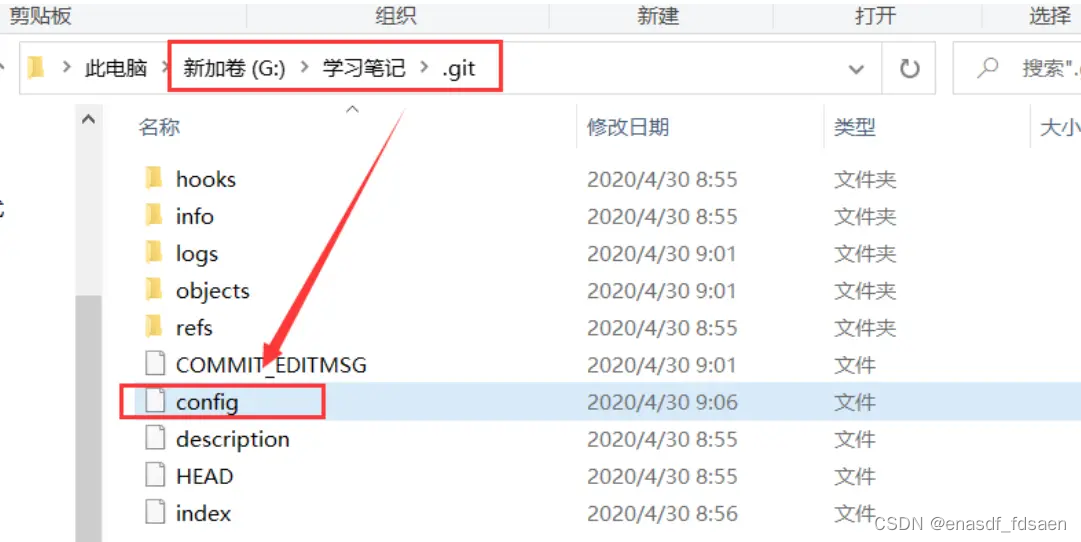 剪贴板 组织 新建 打开 选择
此电脑 新加卷 (G:) 学习笔记 .git 搜索".
名称 修改日期 类型 大小
hooks 2020/4/30 8:55 文件夹
info 2020/4/30 8:55 文件夹
logs 2020/4/30 9:01 文件夹
objects 2020/4/30 9:01 文件夹
refs 2020/4/30 8:55 文件夹
COMMIT_EDITMSG 2020/4/30 9:01 文件
config 2020/4/30 9:06 文件
description 2020/4/30 8:55 文件
HEAD 2020/4/30 8:55 文件
index 2020/4/30 8:56 文件
CSDN @enasdf_fdsaen